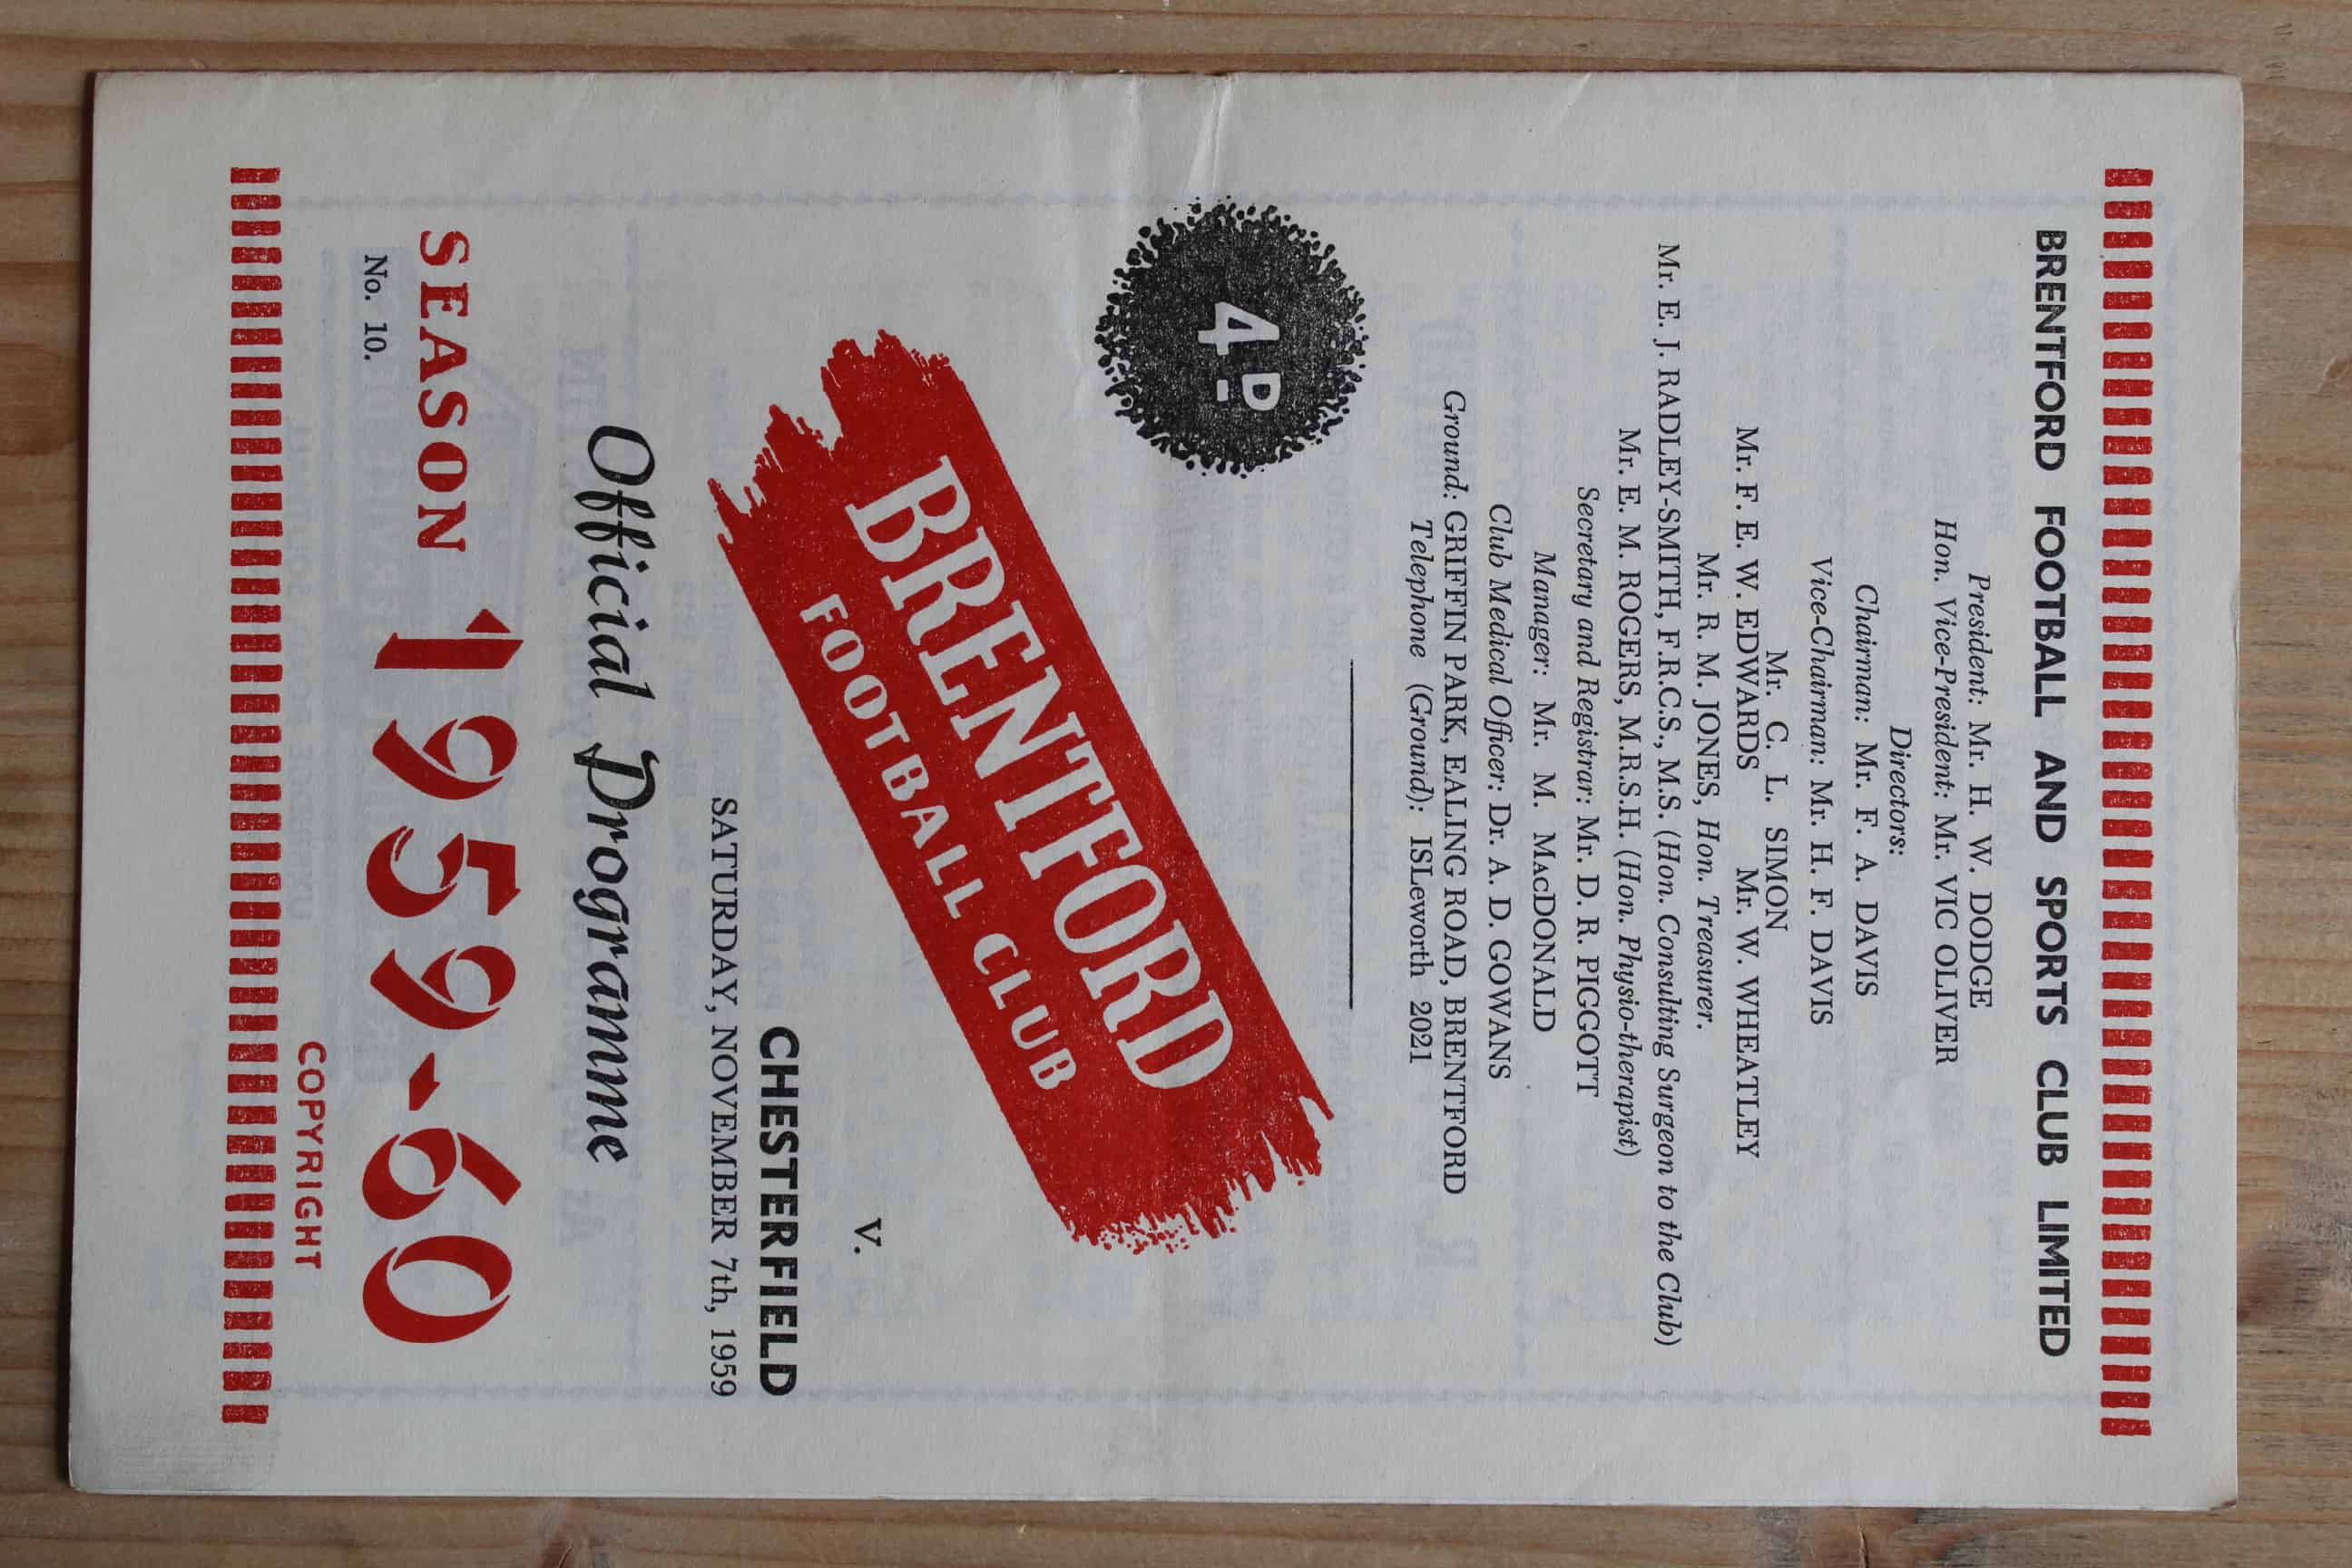 BRENTFORD FOOTBALL AND SPORTS CLUB LIMITED
President: Mr. H. W. DODGE
Hon. Vice-President: Mr. VIC OLIVER
Directors:
Chairman: Mr. F. A. DAVIS
Vice-Chairman: Mr. H. F. DAVIS
Mr. C. L. SIMON
Mr. F. E. W. EDWARDS Mr. W. WHEATLEY
Mr. R. M. JONES, Hon. Treasurer.
Mr. E. J. RADLEY-SMITH, F.R.C.S., M.S. (Hon. Consulting Surgeon to the Club)
Mr. E. M. ROGERS, M.R.S.H. (Hon. Physio-therapist)
Secretary and Registrar: Mr. D. R. PIGGOTT
Manager: Mr. M. MACDONALD
Club Medical Officer: Dr. A. D. GOWANS
Ground: GRIFFIN PARK, EALING ROAD, BRENTFORD
Telephone (Ground): ISLeworth 2021
4D
BRENTFORD
FOOTBALL CLUB
V.
CHESTERFIELD
SATURDAY, NOVEMBER 7th, 1959
Official Programme
SEASON 1959-60
No. 10.
COPYRIGHT